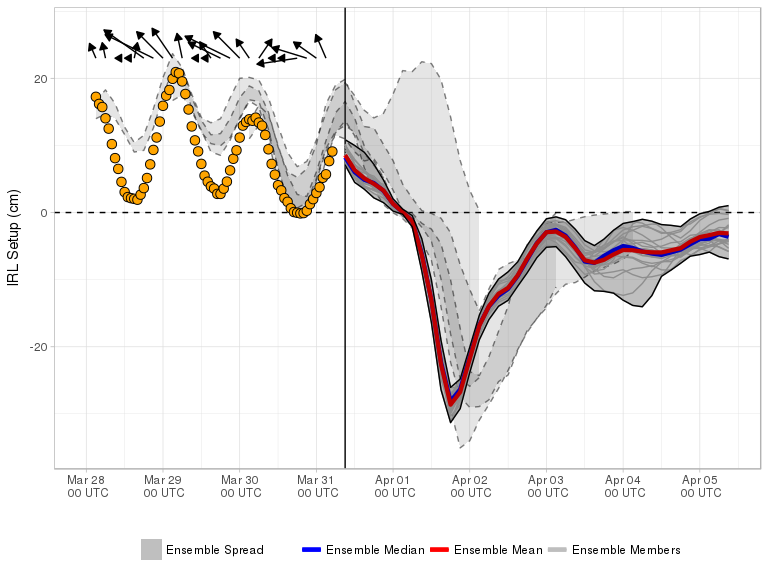 IRL Setup (cm)
20
0
-20
Mar 28
00 UTC
Mar 29
00 UTC
Mar 30
00 UTC
Mar 31
00 UTC
Apr 01
00 UTC
Apr 02
00 UTC
Apr 03
00 UTC
Apr 04
00 UTC
Apr 05
00 UTC
Ensemble Spread
Ensemble Median
Ensemble Mean
Ensemble Members